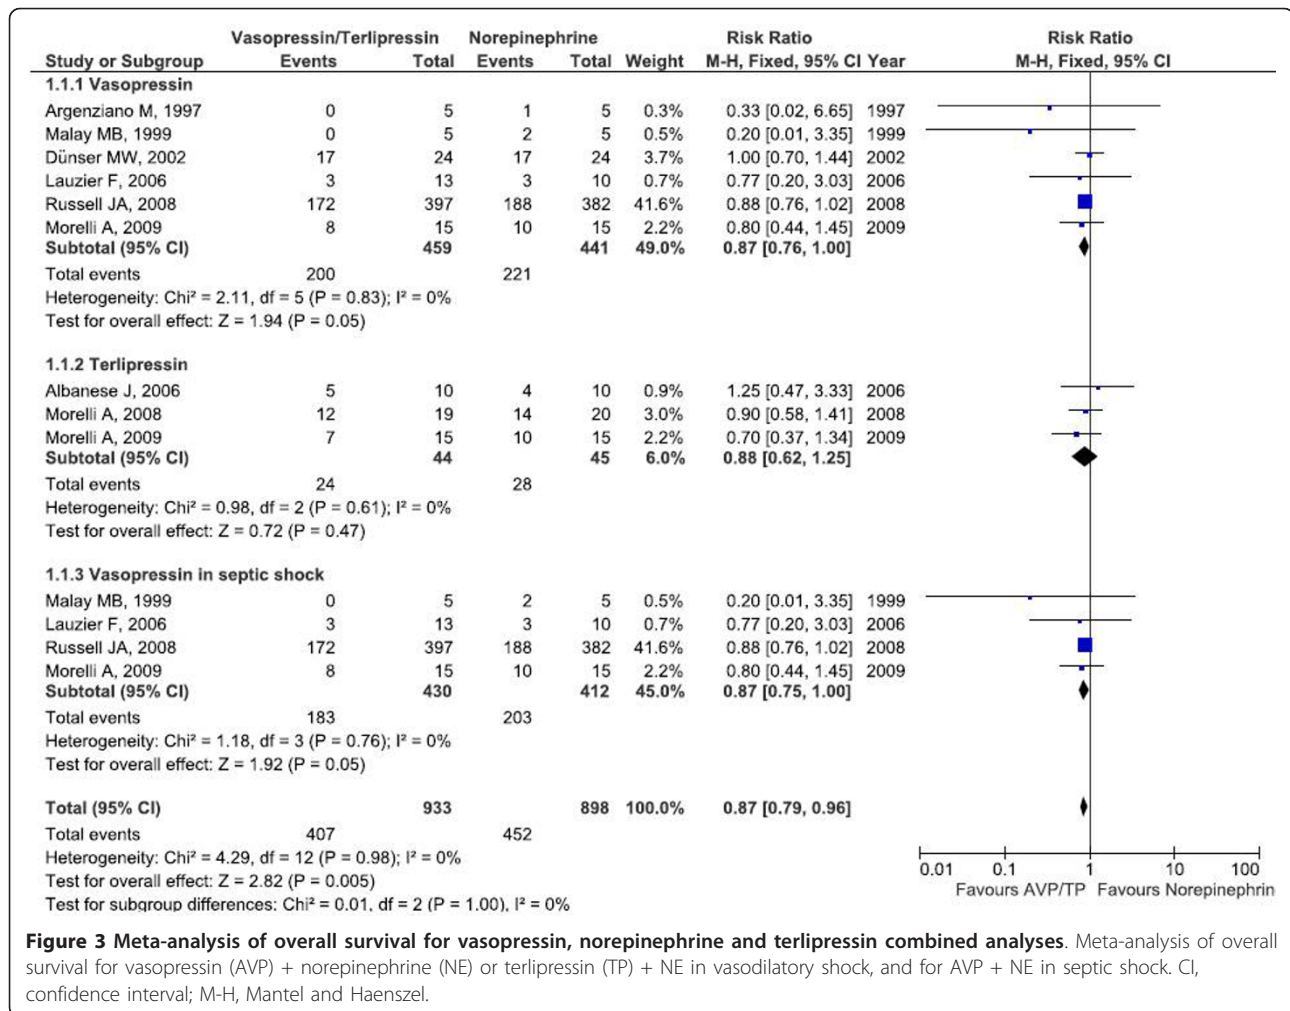 Vasopressin/Terlipressin Norepinephrine Risk Ratio Risk Ratio
Study or Subgroup Events Total Events Total Weight M-H, Fixed, 95% CI Year M-H, Fixed, 95% CI
1.1.1 Vasopressin
Argenziano M, 1997 0 5 1 5 0.3% 0.33 [0.02, 6.65] 1997
Malay MB, 1999 0 5 2 5 0.5% 0.20 [0.01, 3.35] 1999
Dünser MW, 2002 17 24 17 24 3.7% 1.00 [0.70, 1.44] 2002
Lauzier F, 2006 3 13 3 10 0.7% 0.77 [0.20, 3.03] 2006
Russell JA, 2008 172 397 188 382 41.6% 0.88 [0.76, 1.02] 2008
Morelli A, 2009 8 15 10 15 2.2% 0.80 [0.44, 1.45] 2009
Subtotal (95% CI) 459 441 49.0% 0.87 [0.76, 1.00]
Total events 200 221
Heterogeneity: Chi² = 2.11, df = 5 (P = 0.83); I² = 0%
Test for overall effect: Z = 1.94 (P = 0.05)
1.1.2 Terlipressin
Albanese J, 2006 5 10 4 10 0.9% 1.25 [0.47, 3.33] 2006
Morelli A, 2008 12 19 14 20 3.0% 0.90 [0.58, 1.41] 2008
Morelli A, 2009 7 15 10 15 2.2% 0.70 [0.37, 1.34] 2009
Subtotal (95% CI) 44 45 6.0% 0.88 [0.62, 1.25]
Total events 24 28
Heterogeneity: Chi² = 0.98, df = 2 (P = 0.61); I² = 0%
Test for overall effect: Z = 0.72 (P = 0.47)
1.1.3 Vasopressin in septic shock
Malay MB, 1999 0 5 2 5 0.5% 0.20 [0.01, 3.35] 1999
Lauzier F, 2006 3 13 3 10 0.7% 0.77 [0.20, 3.03] 2006
Russell JA, 2008 172 397 188 382 41.6% 0.88 [0.76, 1.02] 2008
Morelli A, 2009 8 15 10 15 2.2% 0.80 [0.44, 1.45] 2009
Subtotal (95% CI) 430 412 45.0% 0.87 [0.75, 1.00]
Total events 183 203
Heterogeneity: Chi² = 1.18, df = 3 (P = 0.76); I² = 0%
Test for overall effect: Z = 1.92 (P = 0.05)
Total (95% CI) 933 898 100.0% 0.87 [0.79, 0.96]
Total events 407 452
Heterogeneity: Chi² = 4.29, df = 12 (P = 0.98); I² = 0%
Test for overall effect: Z = 2.82 (P = 0.005)
Test for subgroup differences: Chi² = 0.01, df = 2 (P = 1.00), I² = 0%
0.01 0.1 1 10 100
Favours AVP/TP Favours Norepinephrin
Figure 3 Meta-analysis of overall survival for vasopressin, norepinephrine and terlipressin combined analyses. Meta-analysis of overall
survival for vasopressin (AVP) + norepinephrine (NE) or terlipressin (TP) + NE in vasodilatory shock, and for AVP + NE in septic shock. CI,
confidence interval; M-H, Mantel and Haenszel.